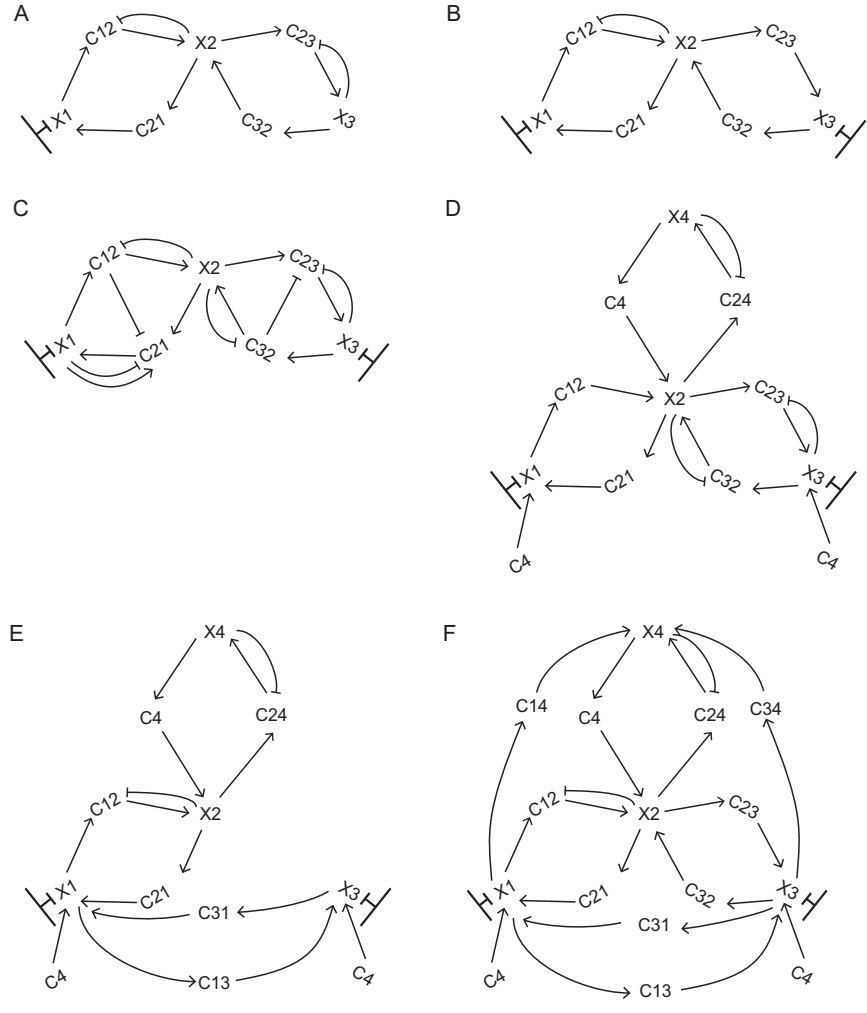 A B
C12 X2 C23 C12 X2 C23
X1 C21 C32 X3 X1 C21 C32 X3
C D
X4
C12 X2 C23 C4 C24
X1 C21 C32 X3 C12 X2 C23
X1 C21 C32 X3
C4 C4
E X4 F X4
C4 C24 C14 C4 C24 C34
C12 X2 C12 X2 C23
X1 C21 C31 X3 X1 C21 C32 X3
C31
C4 C13 C4 C4 C13 C4